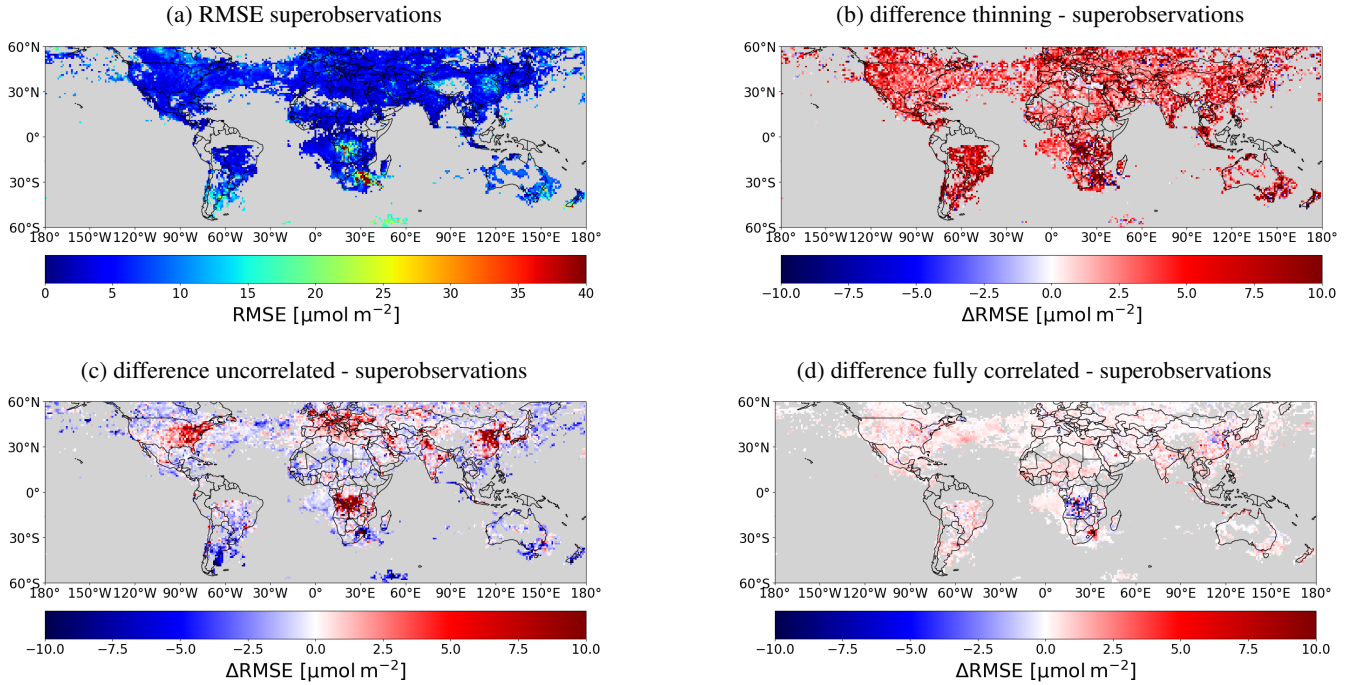 (a) RMSE superobservations
60°N
30°N
0°
30°S
60°S
180° 150°W 120°W 90°W 60°W 30°W 0° 30°E 60°E 90°E 120°E 150°E 180°
0 5 10 15 20 25 30 35 40
RMSE [μmol m⁻²]
(b) difference thinning - superobservations
60°N
30°N
0°
30°S
60°S
180° 150°W 120°W 90°W 60°W 30°W 0° 30°E 60°E 90°E 120°E 150°E 180°
−10.0 −7.5 −5.0 −2.5 0.0 2.5 5.0 7.5 10.0
ΔRMSE [μmol m⁻²]
(c) difference uncorrelated - superobservations
60°N
30°N
0°
30°S
60°S
180° 150°W 120°W 90°W 60°W 30°W 0° 30°E 60°E 90°E 120°E 150°E 180°
−10.0 −7.5 −5.0 −2.5 0.0 2.5 5.0 7.5 10.0
ΔRMSE [μmol m⁻²]
(d) difference fully correlated - superobservations
60°N
30°N
0°
30°S
60°S
180° 150°W 120°W 90°W 60°W 30°W 0° 30°E 60°E 90°E 120°E 150°E 180°
−10.0 −7.5 −5.0 −2.5 0.0 2.5 5.0 7.5 10.0
ΔRMSE [μmol m⁻²]